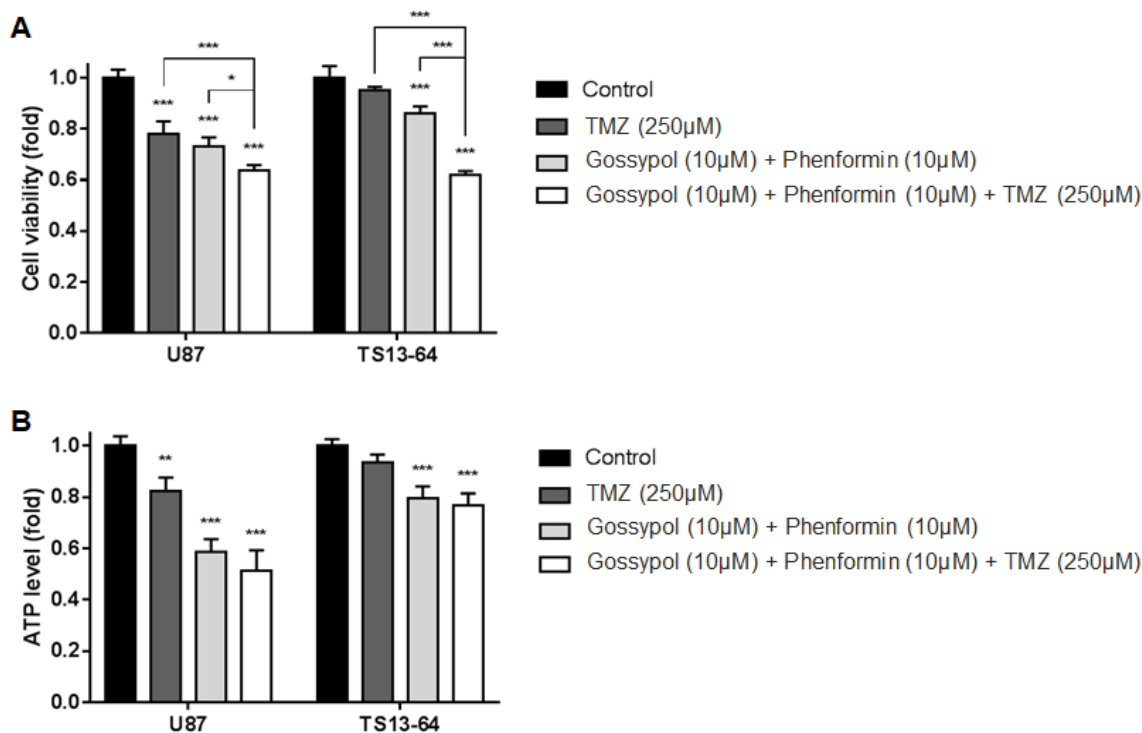 A
Cell viability (fold)
1.0
0.8
0.6
0.4
0.2
0.0
***
***
***
*
***
***
***
***
***
***
U87
TS13-64
Control
TMZ (250µM)
Gossypol (10µM) + Phenformin (10µM)
Gossypol (10µM) + Phenformin (10µM) + TMZ (250µM)
B
ATP level (fold)
1.0
0.8
0.6
0.4
0.2
0.0
**
***
***
***
***
U87
TS13-64
Control
TMZ (250µM)
Gossypol (10µM) + Phenformin (10µM)
Gossypol (10µM) + Phenformin (10µM) + TMZ (250µM)